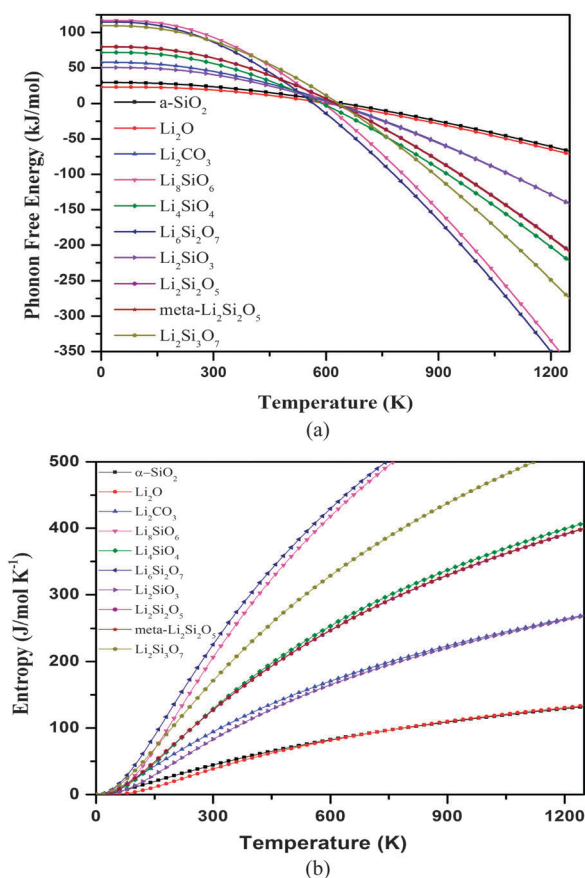 Phonon Free Energy (kJ/mol)
100
50
0
-50
-100
-150
-200
-250
-300
-350
a-SiO₂
Li₂O
Li₂CO₃
Li₈SiO₆
Li₄SiO₄
Li₆Si₂O₇
Li₂SiO₃
Li₂Si₂O₅
meta-Li₂Si₂O₅
Li₂Si₃O₇
0 300 600 900 1200
Temperature (K)
(a)
Entropy (J/mol K⁻¹)
500
400
300
200
100
0
α−SiO₂
Li₂O
Li₂CO₃
Li₈SiO₆
Li₄SiO₄
Li₆Si₂O₇
Li₂SiO₃
Li₂Si₂O₅
meta-Li₂Si₂O₅
Li₂Si₃O₇
0 300 600 900 1200
Temperature (K)
(b)